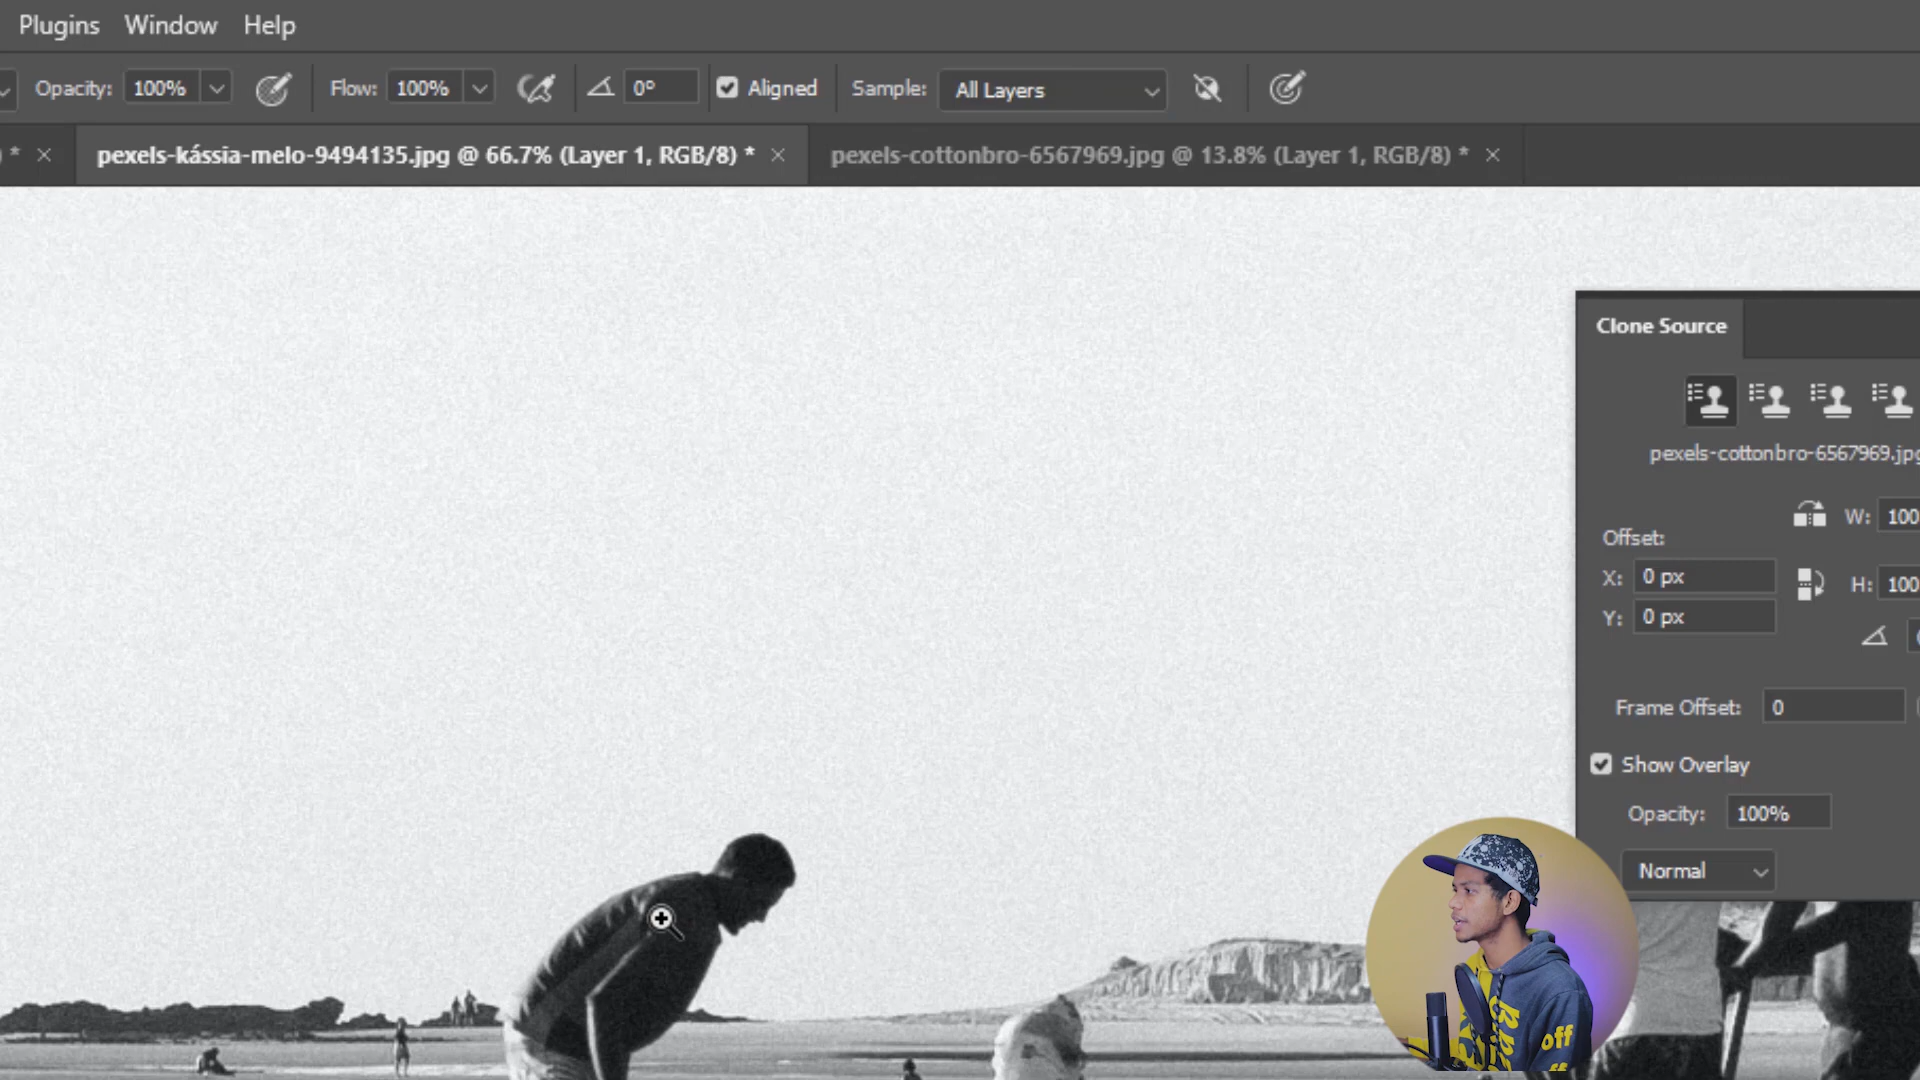 Plugins Window Help
Opacity: 100% Flow: 100% 0° Aligned Sample: All Layers
) * pexels-kássia-melo-9494135.jpg @ 66.7% (Layer 1, RGB/8) * pexels-cottonbro-6567969.jpg @ 13.8% (Layer 1, RGB/8) *
Clone Source
pexels-cottonbro-6567969.jpg
W: 100
Offset:
X: 0 px
H: 100
Y: 0 px
Frame Offset: 0
Show Overlay
Opacity: 100%
Normal
off